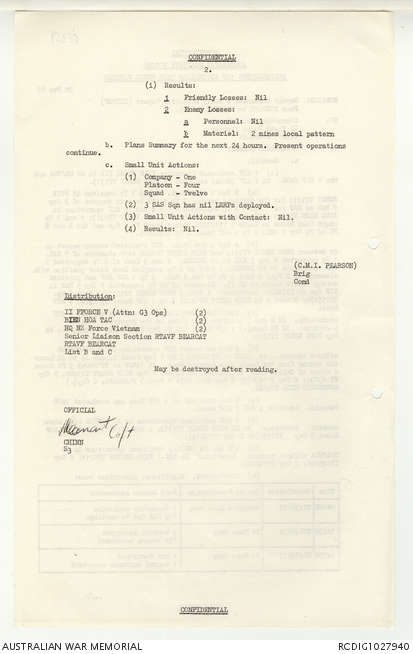 CONFIDENTIAL
2.
(i) Results:
1 Friendly Losses: Nil
2 Enemy Losses:
a Personnel: Nil
b Materiel: 2 mines local pattern
b. Plans Summary for the next 24 hours. Present operations
continue.
c. Small Unit Actions:
(1) Company - One
Platoon - Four
Squad - Twelve
(2) 3 SAS Sqn has nil LRRPs deployed.
(3) Small Unit Actions with Contact: Nil.
(4) Results: Nil.
(C.M.I. PEARSON)
Brig
Comd
Distribution:
II FFORCE V (Attn: G3 Ops) (2)
BIEN HOA TAC (2)
HQ NZ Force Vietnam (2)
Senior Liaison Section RTAVF BEARCAT
RTAVF BEARCAT
List B and C
May be destroyed after reading.
OFFICIAL
CHINN
S3
CONFIDENTIAL
AUSTRALIAN WAR MEMORIAL
RCDIG1027940